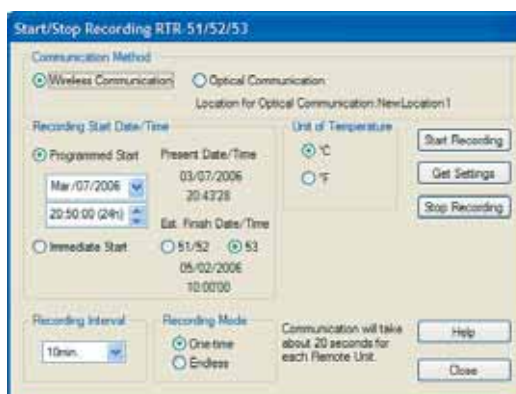 Start/Stop Recording RTR-51/52/53
Communication Method
Wireless Communication
Optical Communication
Location for Optical Communication:NewLocation1
Recording Start Date/Time
Programmed Start
Mar/07/2006
20:50:00 (24h)
Immediate Start
Present Date/Time
03/07/2006
20:43'28
Est. Finish Date/Time
51/52
53
05/02/2006
10:00'00
Unit of Temperature
°C
°F
Start Recording
Get Settings
Stop Recording
Recording Interval
10min.
Recording Mode
One time
Endless
Communication will take
about 20 seconds for
each Remote Unit.
Help
Close